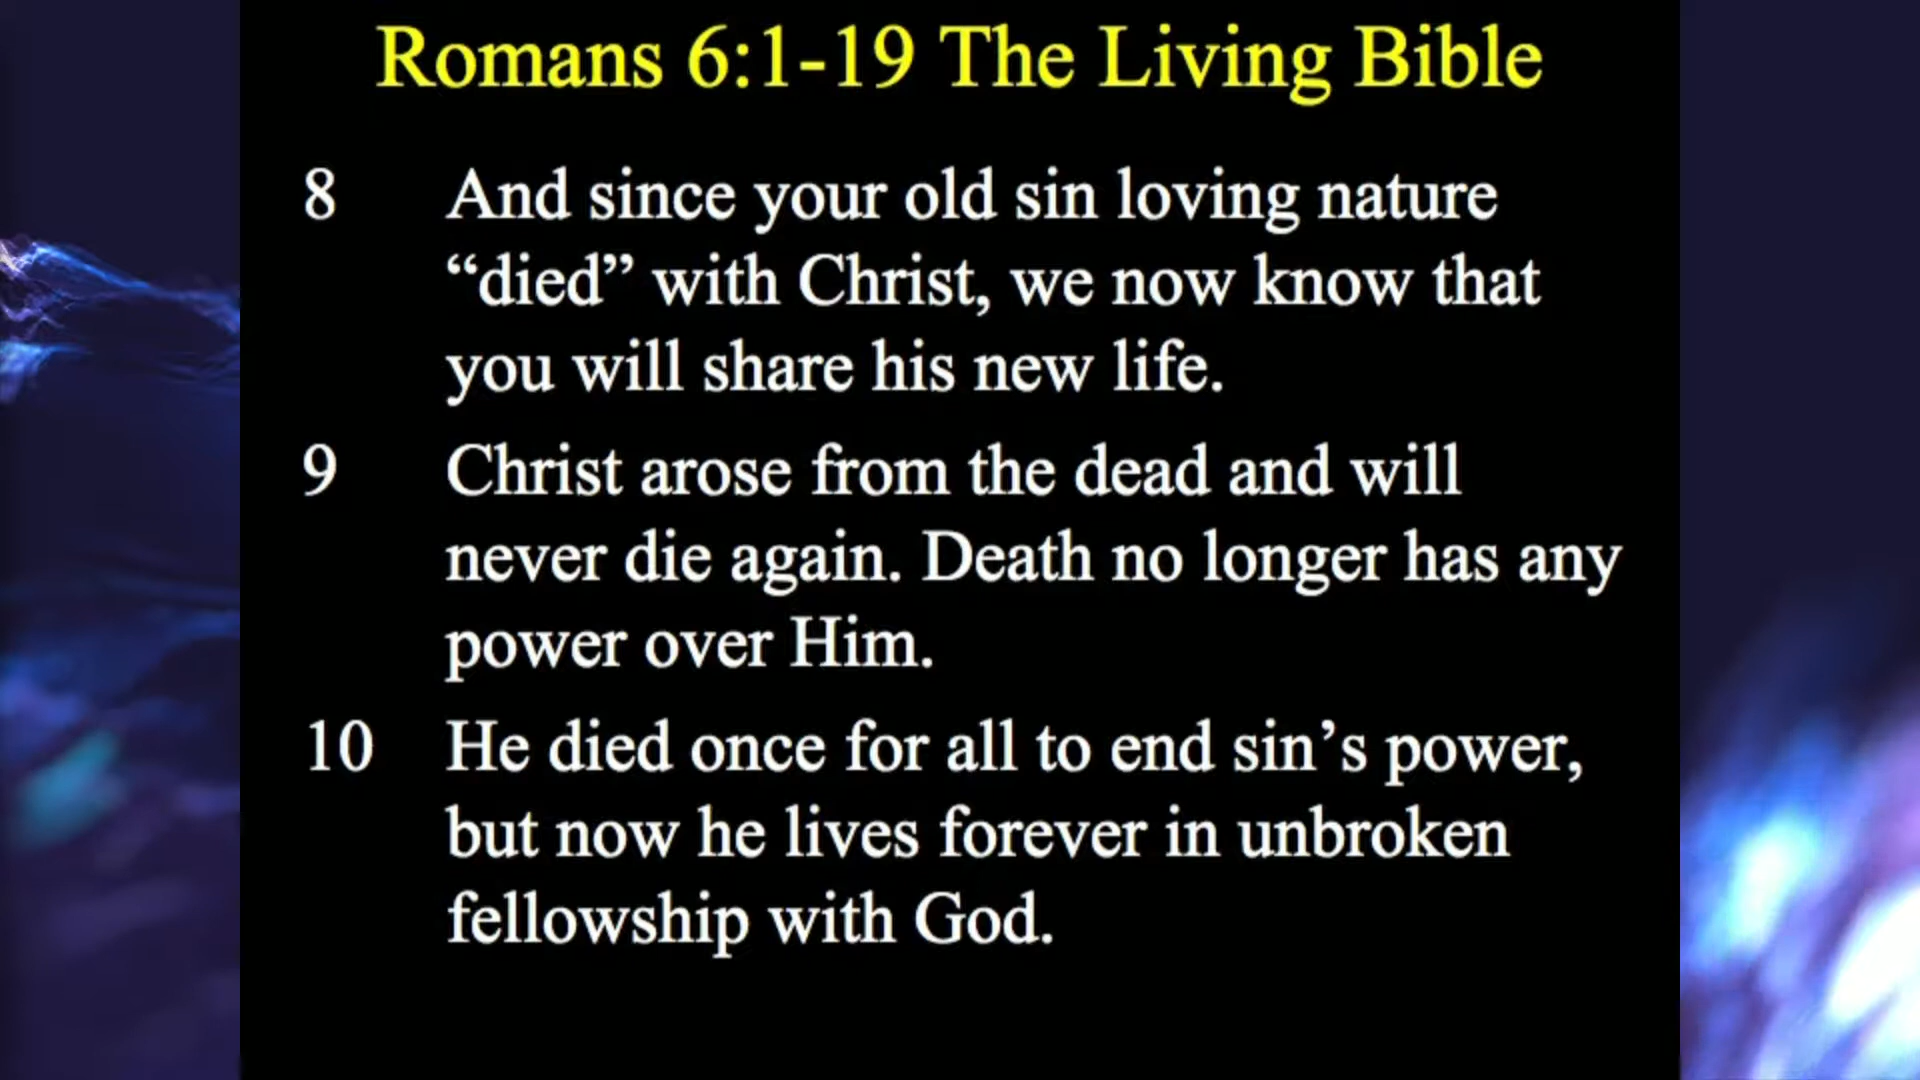 Romans 6:1-19 The Living Bible
8 And since your old sin loving nature
“died” with Christ, we now know that
you will share his new life.
9 Christ arose from the dead and will
never die again. Death no longer has any
power over Him.
10 He died once for all to end sin’s power,
but now he lives forever in unbroken
fellowship with God.